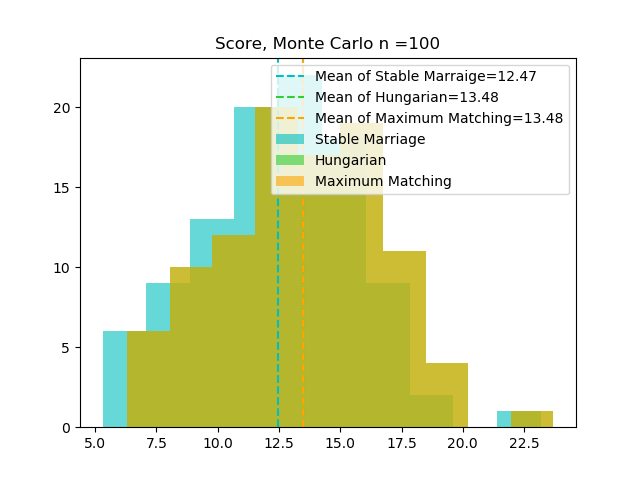 Score, Monte Carlo n =100
Mean of Stable Marraige=12.47
Mean of Hungarian=13.48
Mean of Maximum Matching=13.48
Stable Marriage
Hungarian
Maximum Matching
20
15
10
5
0
5.0 7.5 10.0 12.5 15.0 17.5 20.0 22.5